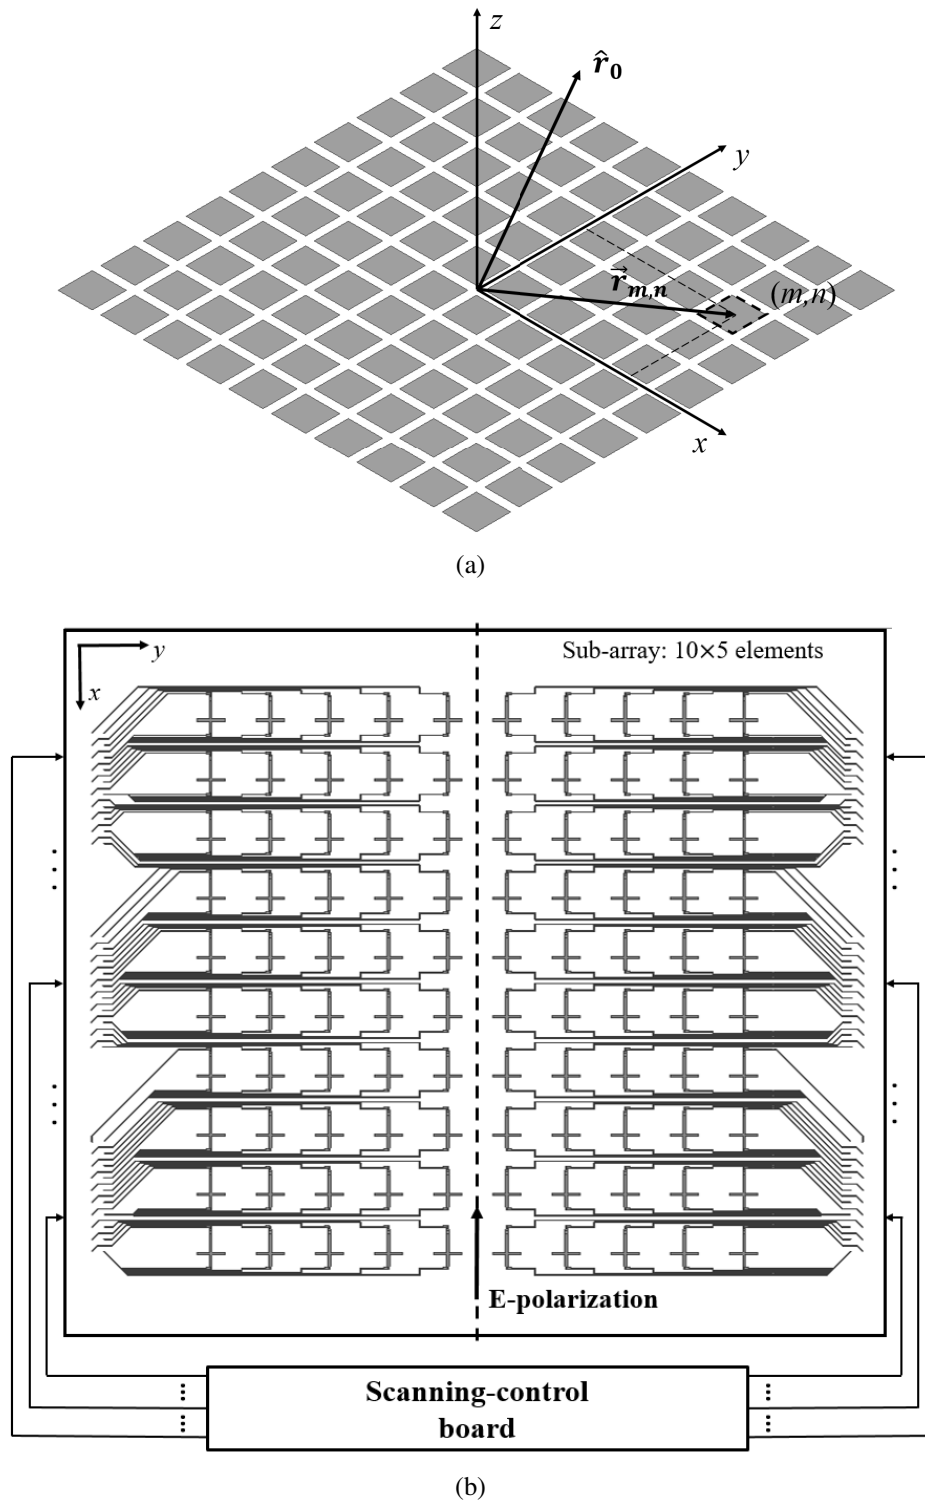 z
r̂₀
y
r⃗ₘ,ₙ
(m,n)
x
(a)
Sub-array: 10×5 elements
y
x
E-polarization
Scanning-control
board
(b)